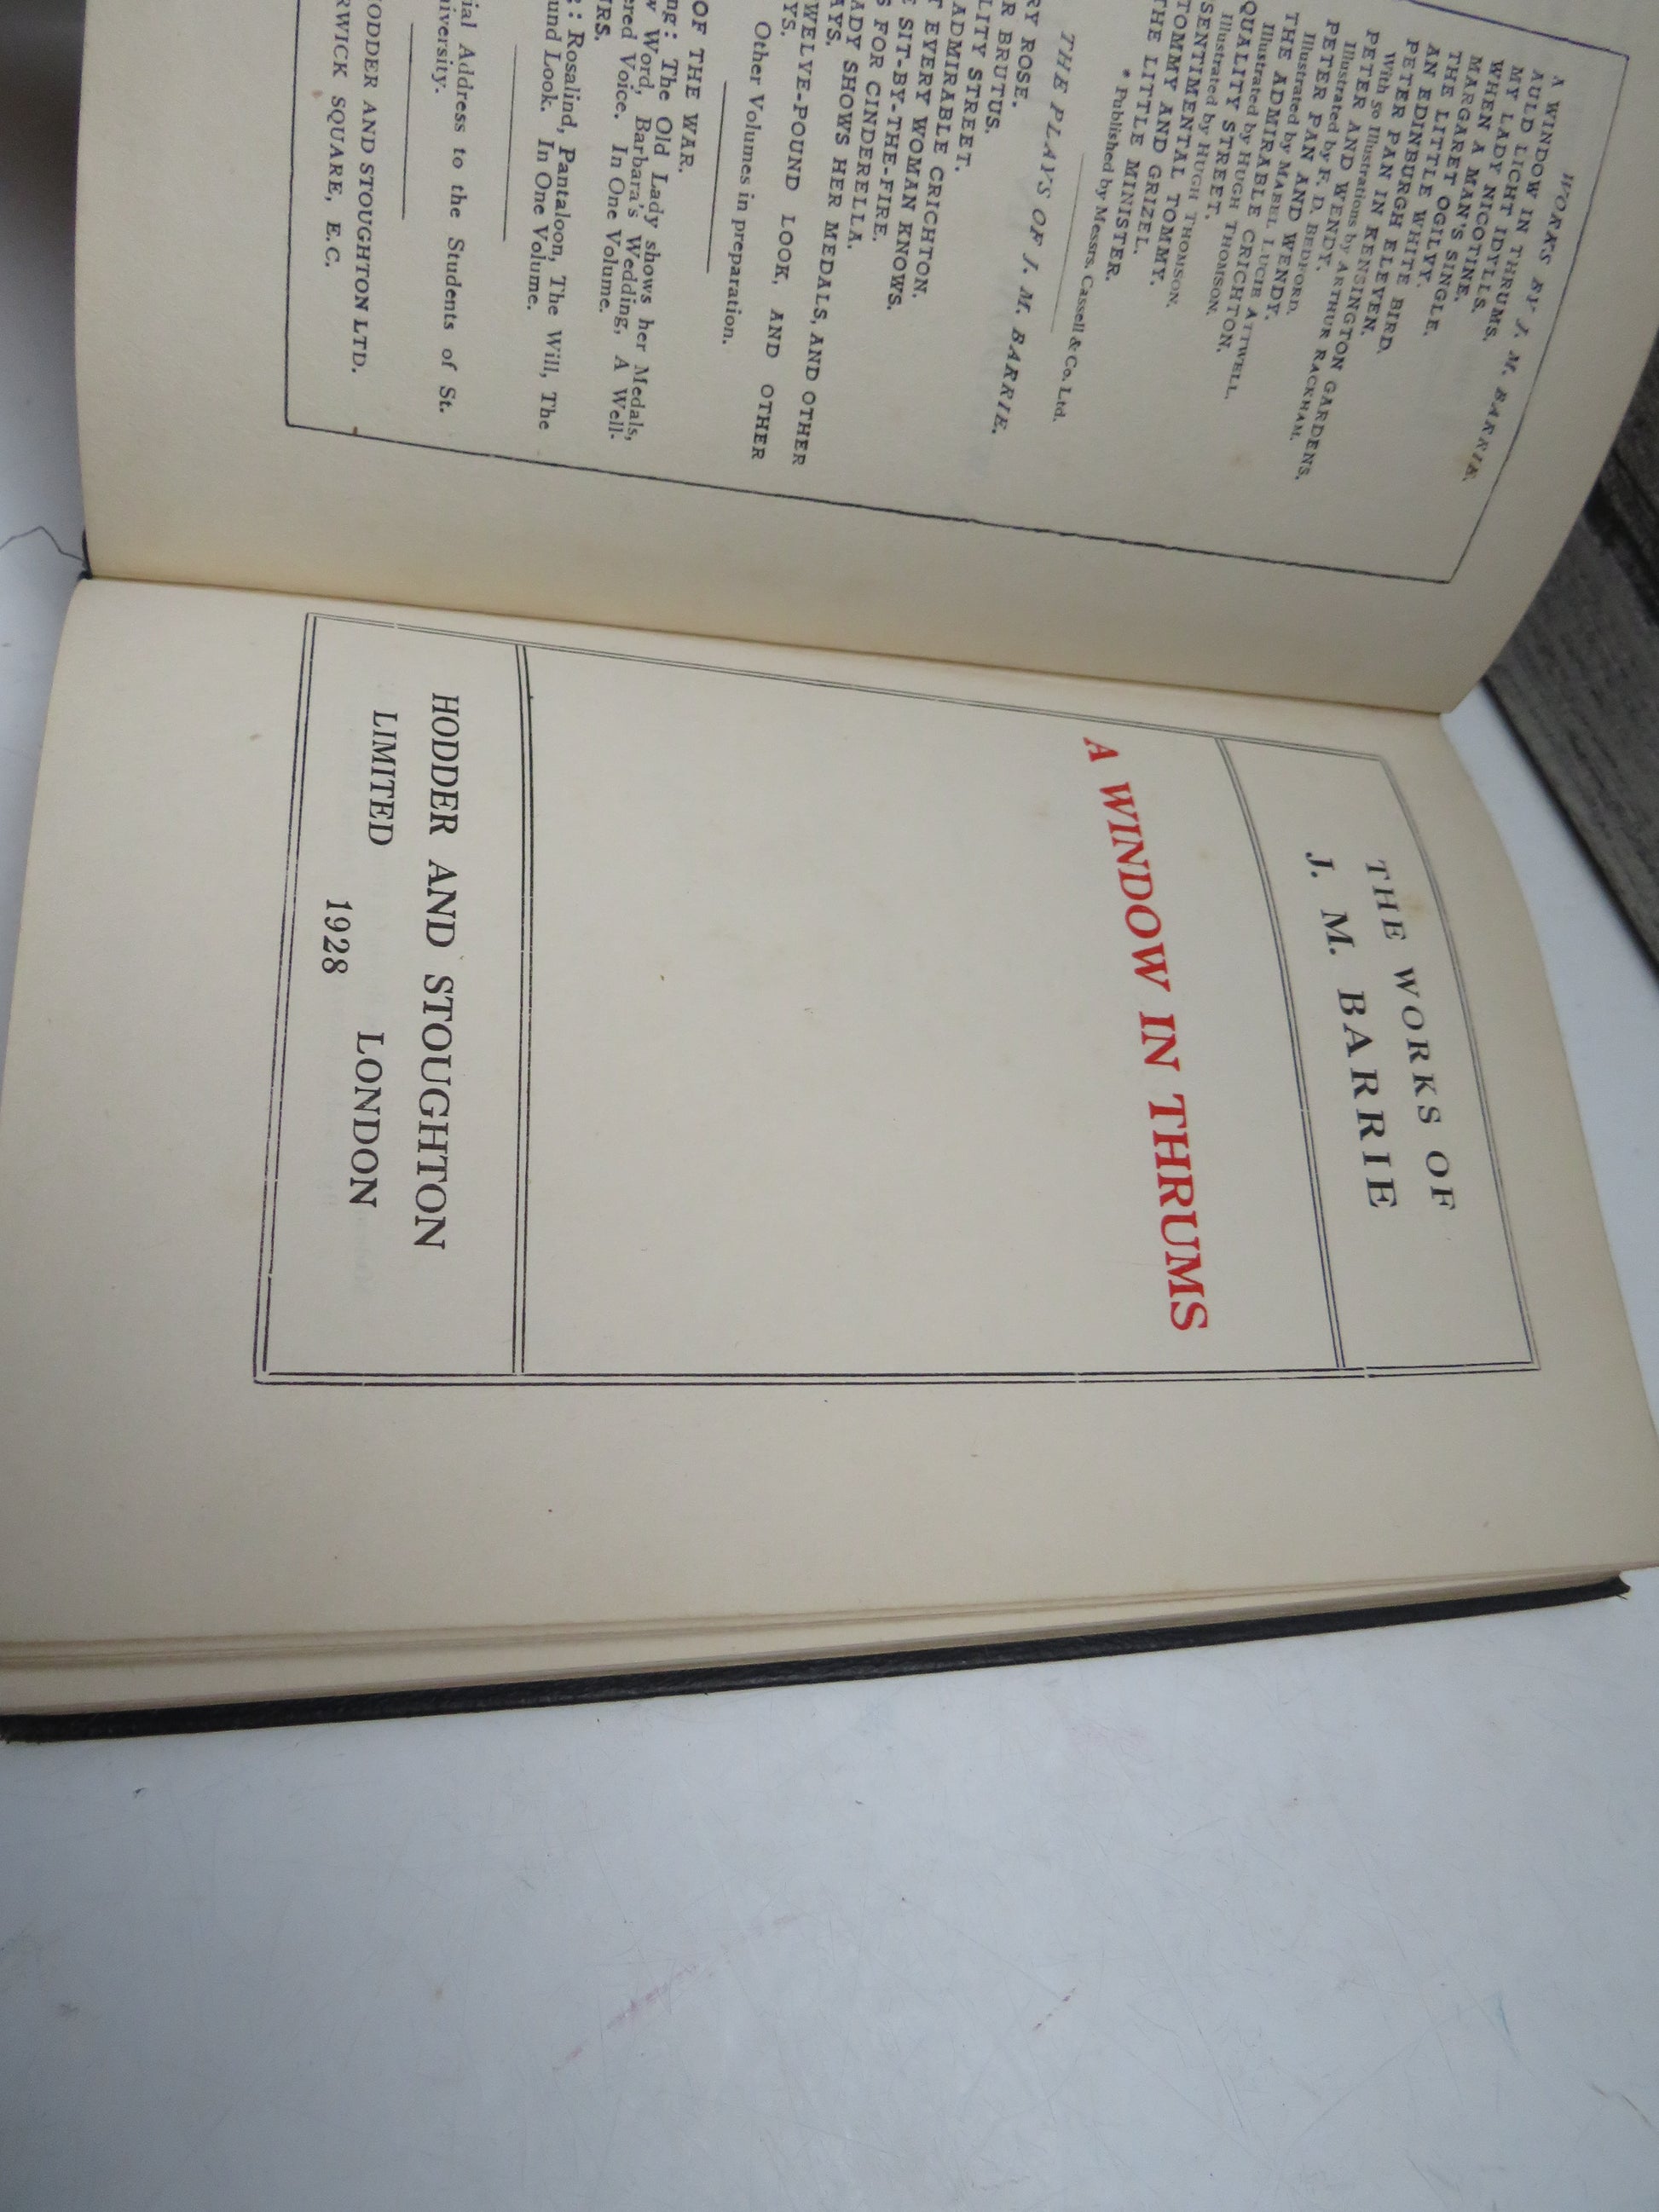 WORKS BY J. M. BARRIE.
A WINDOW IN THRUMS.
AULD LICHT IDYLLS.
MY LADY NICOTINE.
WHEN A MAN'S SINGLE.
MARGARET OGILVY.
THE LITTLE WHITE BIRD.
AN EDINBURGH ELEVEN.
PETER PAN IN KENSINGTON GARDENS.
With 50 Illustrations by ARTHUR RACKHAM.
PETER AND WENDY.
Illustrated by F. D. BEDFORD.
PETER PAN AND WENDY.
Illustrated by MABEL LUCIE ATTWELL.
THE ADMIRABLE CRICHTON.
Illustrated by HUGH THOMSON.
QUALITY STREET.
Illustrated by HUGH THOMSON.
SENTIMENTAL TOMMY.
TOMMY AND GRIZEL.
THE LITTLE MINISTER.
* Published by Messrs. Cassell & Co. Ltd.
THE PLAYS OF J. M. BARRIE.
ROSE.
BRUTUS.
STREET.
ADMIRABLE CRICHTON.
EVERY WOMAN KNOWS.
SIT-BY-THE-FIRE.
FOR CINDERELLA.
SHOWS HER MEDALS, AND OTHER
WELVE-POUND LOOK, AND OTHER
Other Volumes in preparation.
OF THE WAR.
The Old Lady shows her Medals,
Word, Barbara's Wedding, A Well-
Voice. In One Volume.
: Rosalind, Pantaloon, The Will, The
Look. In One Volume.
Address to the Students of St.
ODDER AND STOUGHTON LTD.
RWICK SQUARE, E.C.
THE WORKS OF
J. M. BARRIE
A WINDOW IN THRUMS
HODDER AND STOUGHTON
LIMITED LONDON
1928